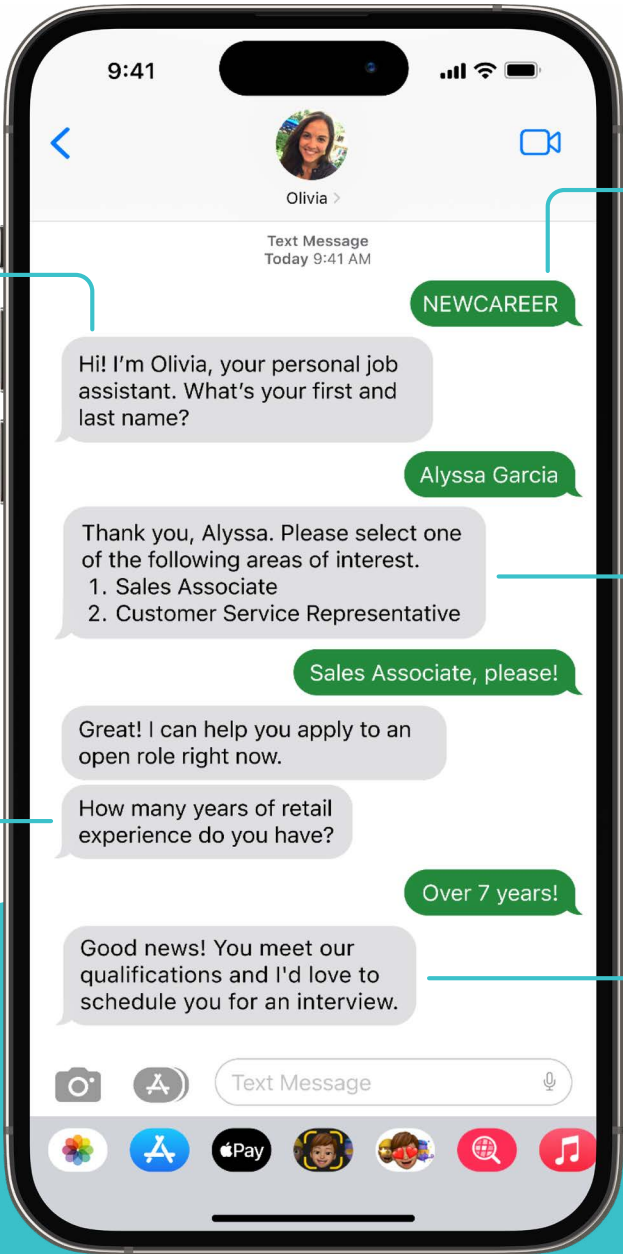 9:41
Olivia
Text Message
Today 9:41 AM
NEWCAREER
Hi! I'm Olivia, your personal job
assistant. What's your first and
last name?
Alyssa Garcia
Thank you, Alyssa. Please select one
of the following areas of interest.
1. Sales Associate
2. Customer Service Representative
Sales Associate, please!
Great! I can help you apply to an
open role right now.
How many years of retail
experience do you have?
Over 7 years!
Good news! You meet our
qualifications and I'd love to
schedule you for an interview.
Text Message
Pay